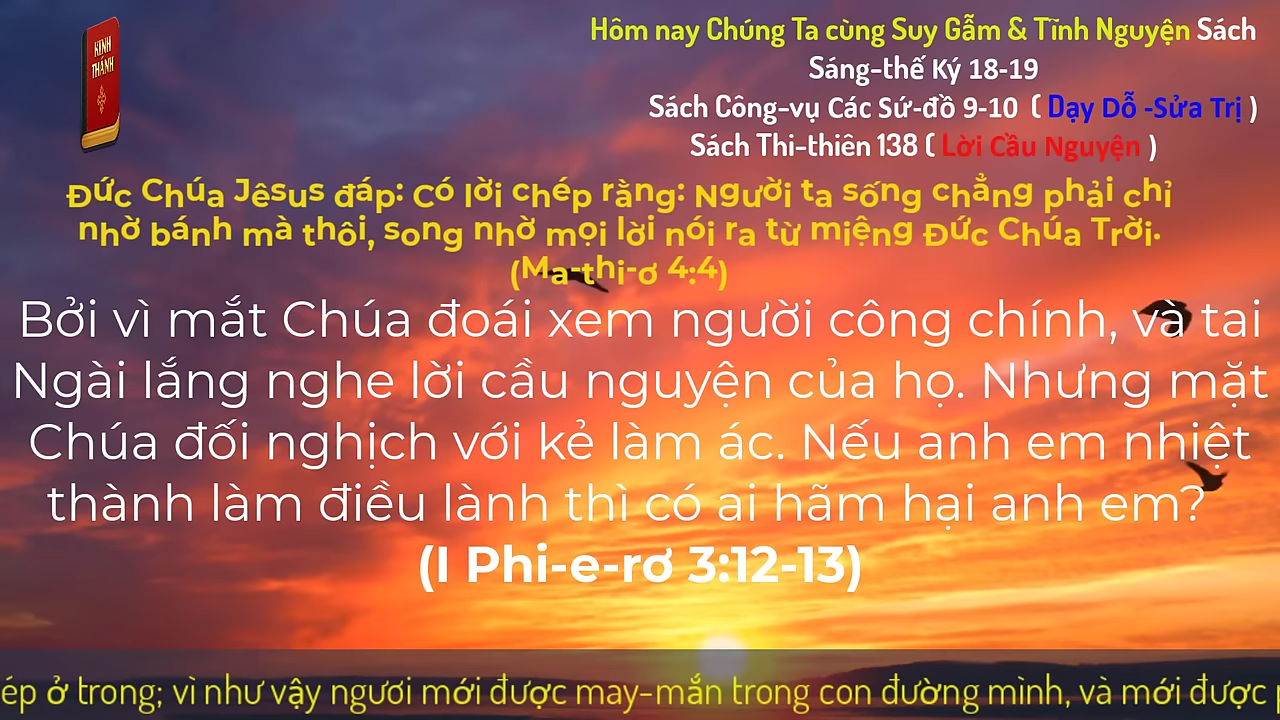 KINH
THÁNH
Hôm nay Chúng Ta cùng Suy Gẫm & Tĩnh Nguyện Sách
Sáng-thế Ký 18-19
Sách Công-vụ Các Sứ-đồ 9-10 ( Dạy Dỗ -Sửa Trị )
Sách Thi-thiên 138 ( Lời Cầu Nguyện )
Đức Chúa Jêsus đáp: Có lời chép rằng: Người ta sống chẳng phải chỉ
nhờ bánh mà thôi, song nhờ mọi lời nói ra từ miệng Đức Chúa Trời.
(Ma-thi-ơ 4:4)
Bởi vì mắt Chúa đoái xem người công chính, và tai
Ngài lắng nghe lời cầu nguyện của họ. Nhưng mặt
Chúa đối nghịch với kẻ làm ác. Nếu anh em nhiệt
thành làm điều lành thì có ai hãm hại anh em?
(I Phi-e-rơ 3:12-13)
ép ở trong; vì như vậy ngươi mới được may-mắn trong con đường mình, và mới được